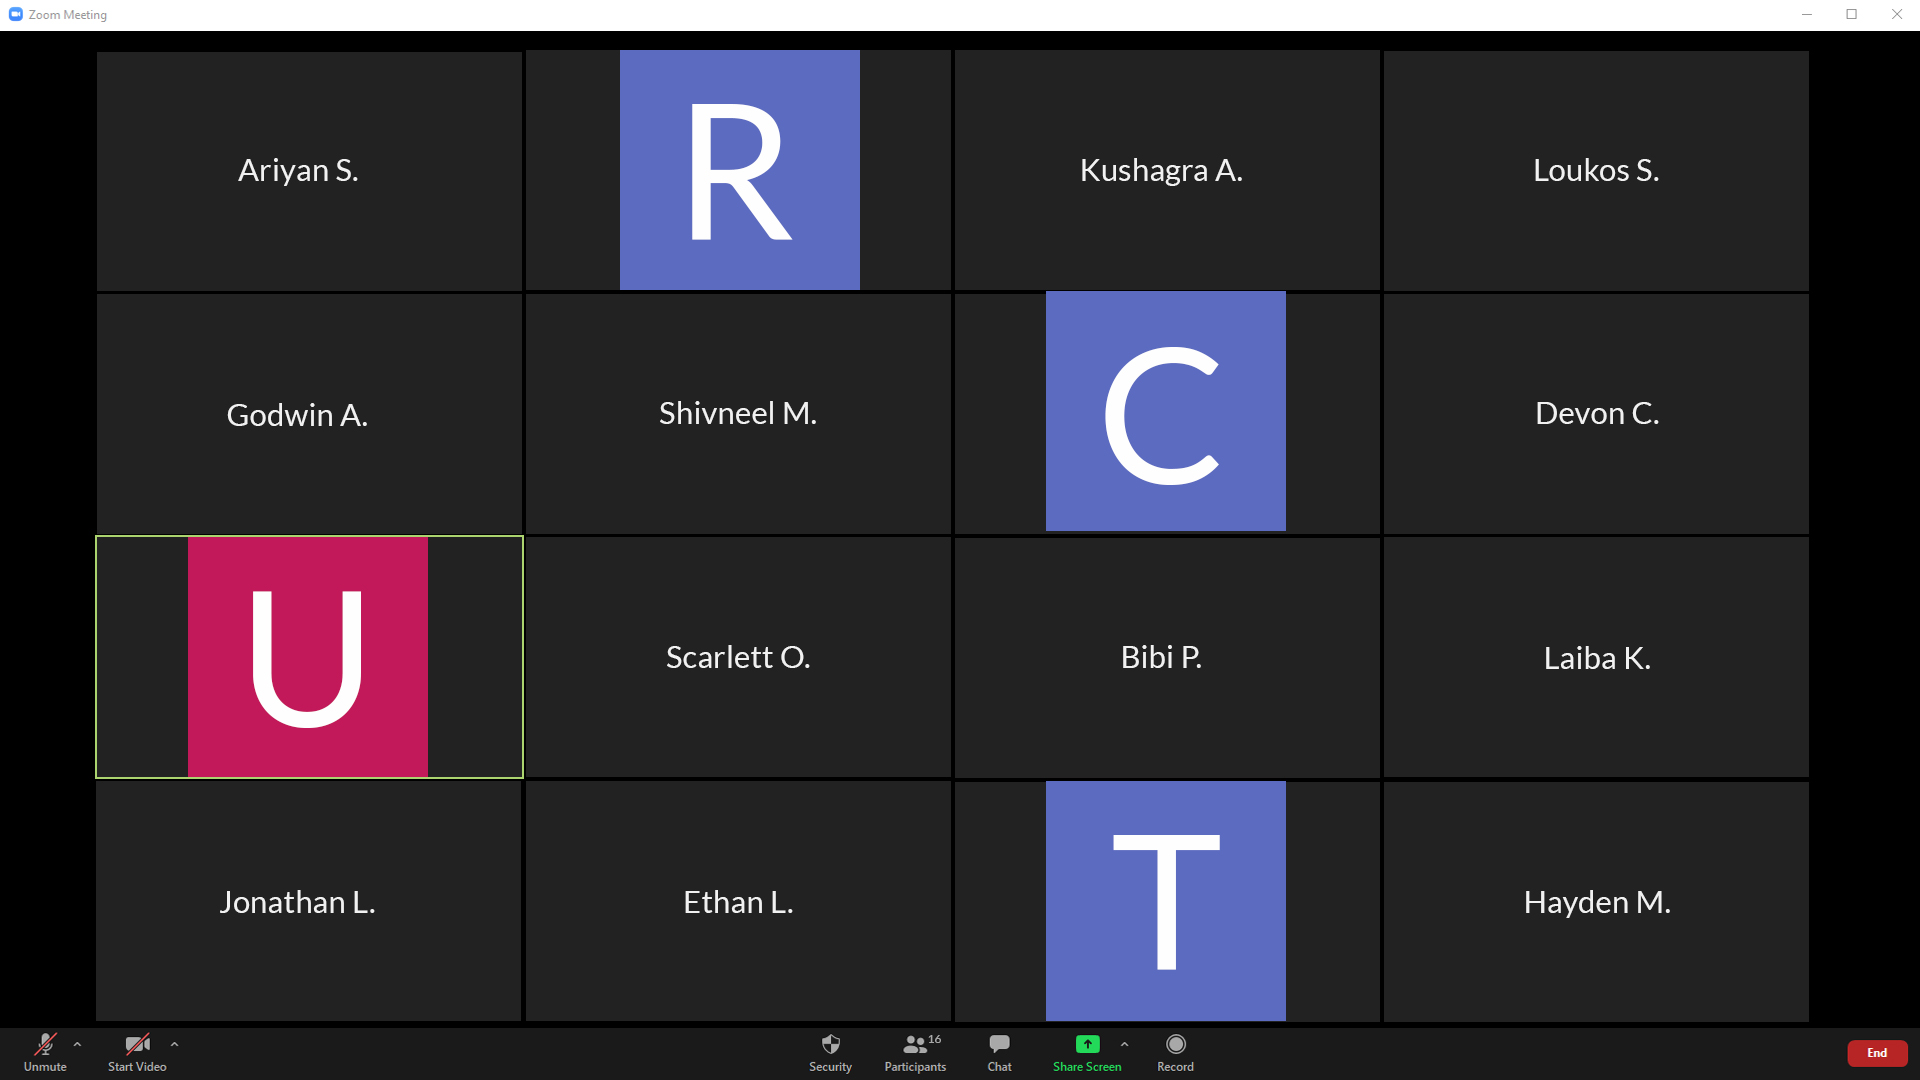 Zoom Meeting
Ariyan S.
R
Kushagra A.
Loukos S.
Godwin A.
Shivneel M.
C
Devon C.
U
Scarlett O.
Bibi P.
Laiba K.
Jonathan L.
Ethan L.
T
Hayden M.
Unmute
Start Video
Security
16
Participants
Chat
Share Screen
Record
End